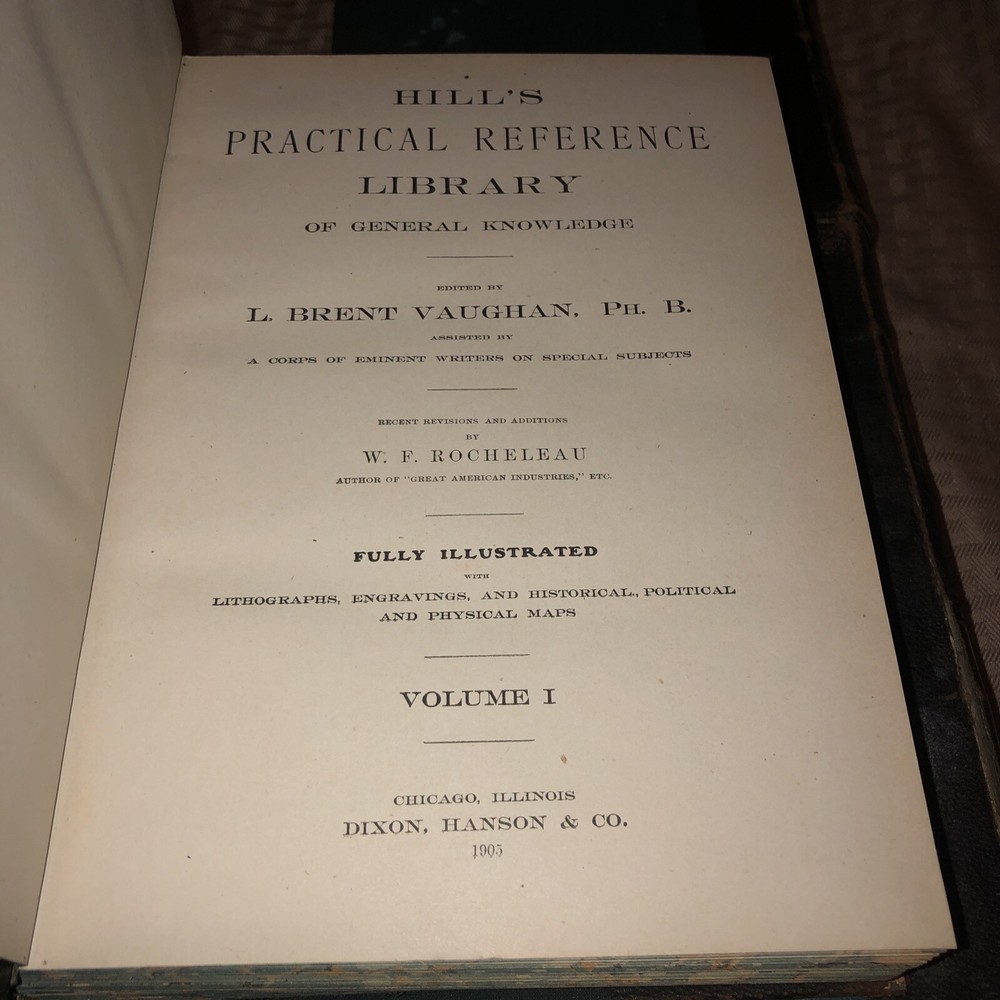 HILL'S
PRACTICAL REFERENCE
LIBRARY
OF GENERAL KNOWLEDGE
EDITED BY
L. BRENT VAUGHAN, PH. B.
ASSISTED BY
A CORPS OF EMINENT WRITERS ON SPECIAL SUBJECTS
RECENT REVISIONS AND ADDITIONS
BY
W. F. ROCHELEAU
AUTHOR OF "GREAT AMERICAN INDUSTRIES," ETC.
FULLY ILLUSTRATED
WITH
LITHOGRAPHS, ENGRAVINGS, AND HISTORICAL, POLITICAL
AND PHYSICAL MAPS
VOLUME I
CHICAGO, ILLINOIS
DIXON, HANSON & CO.
1905